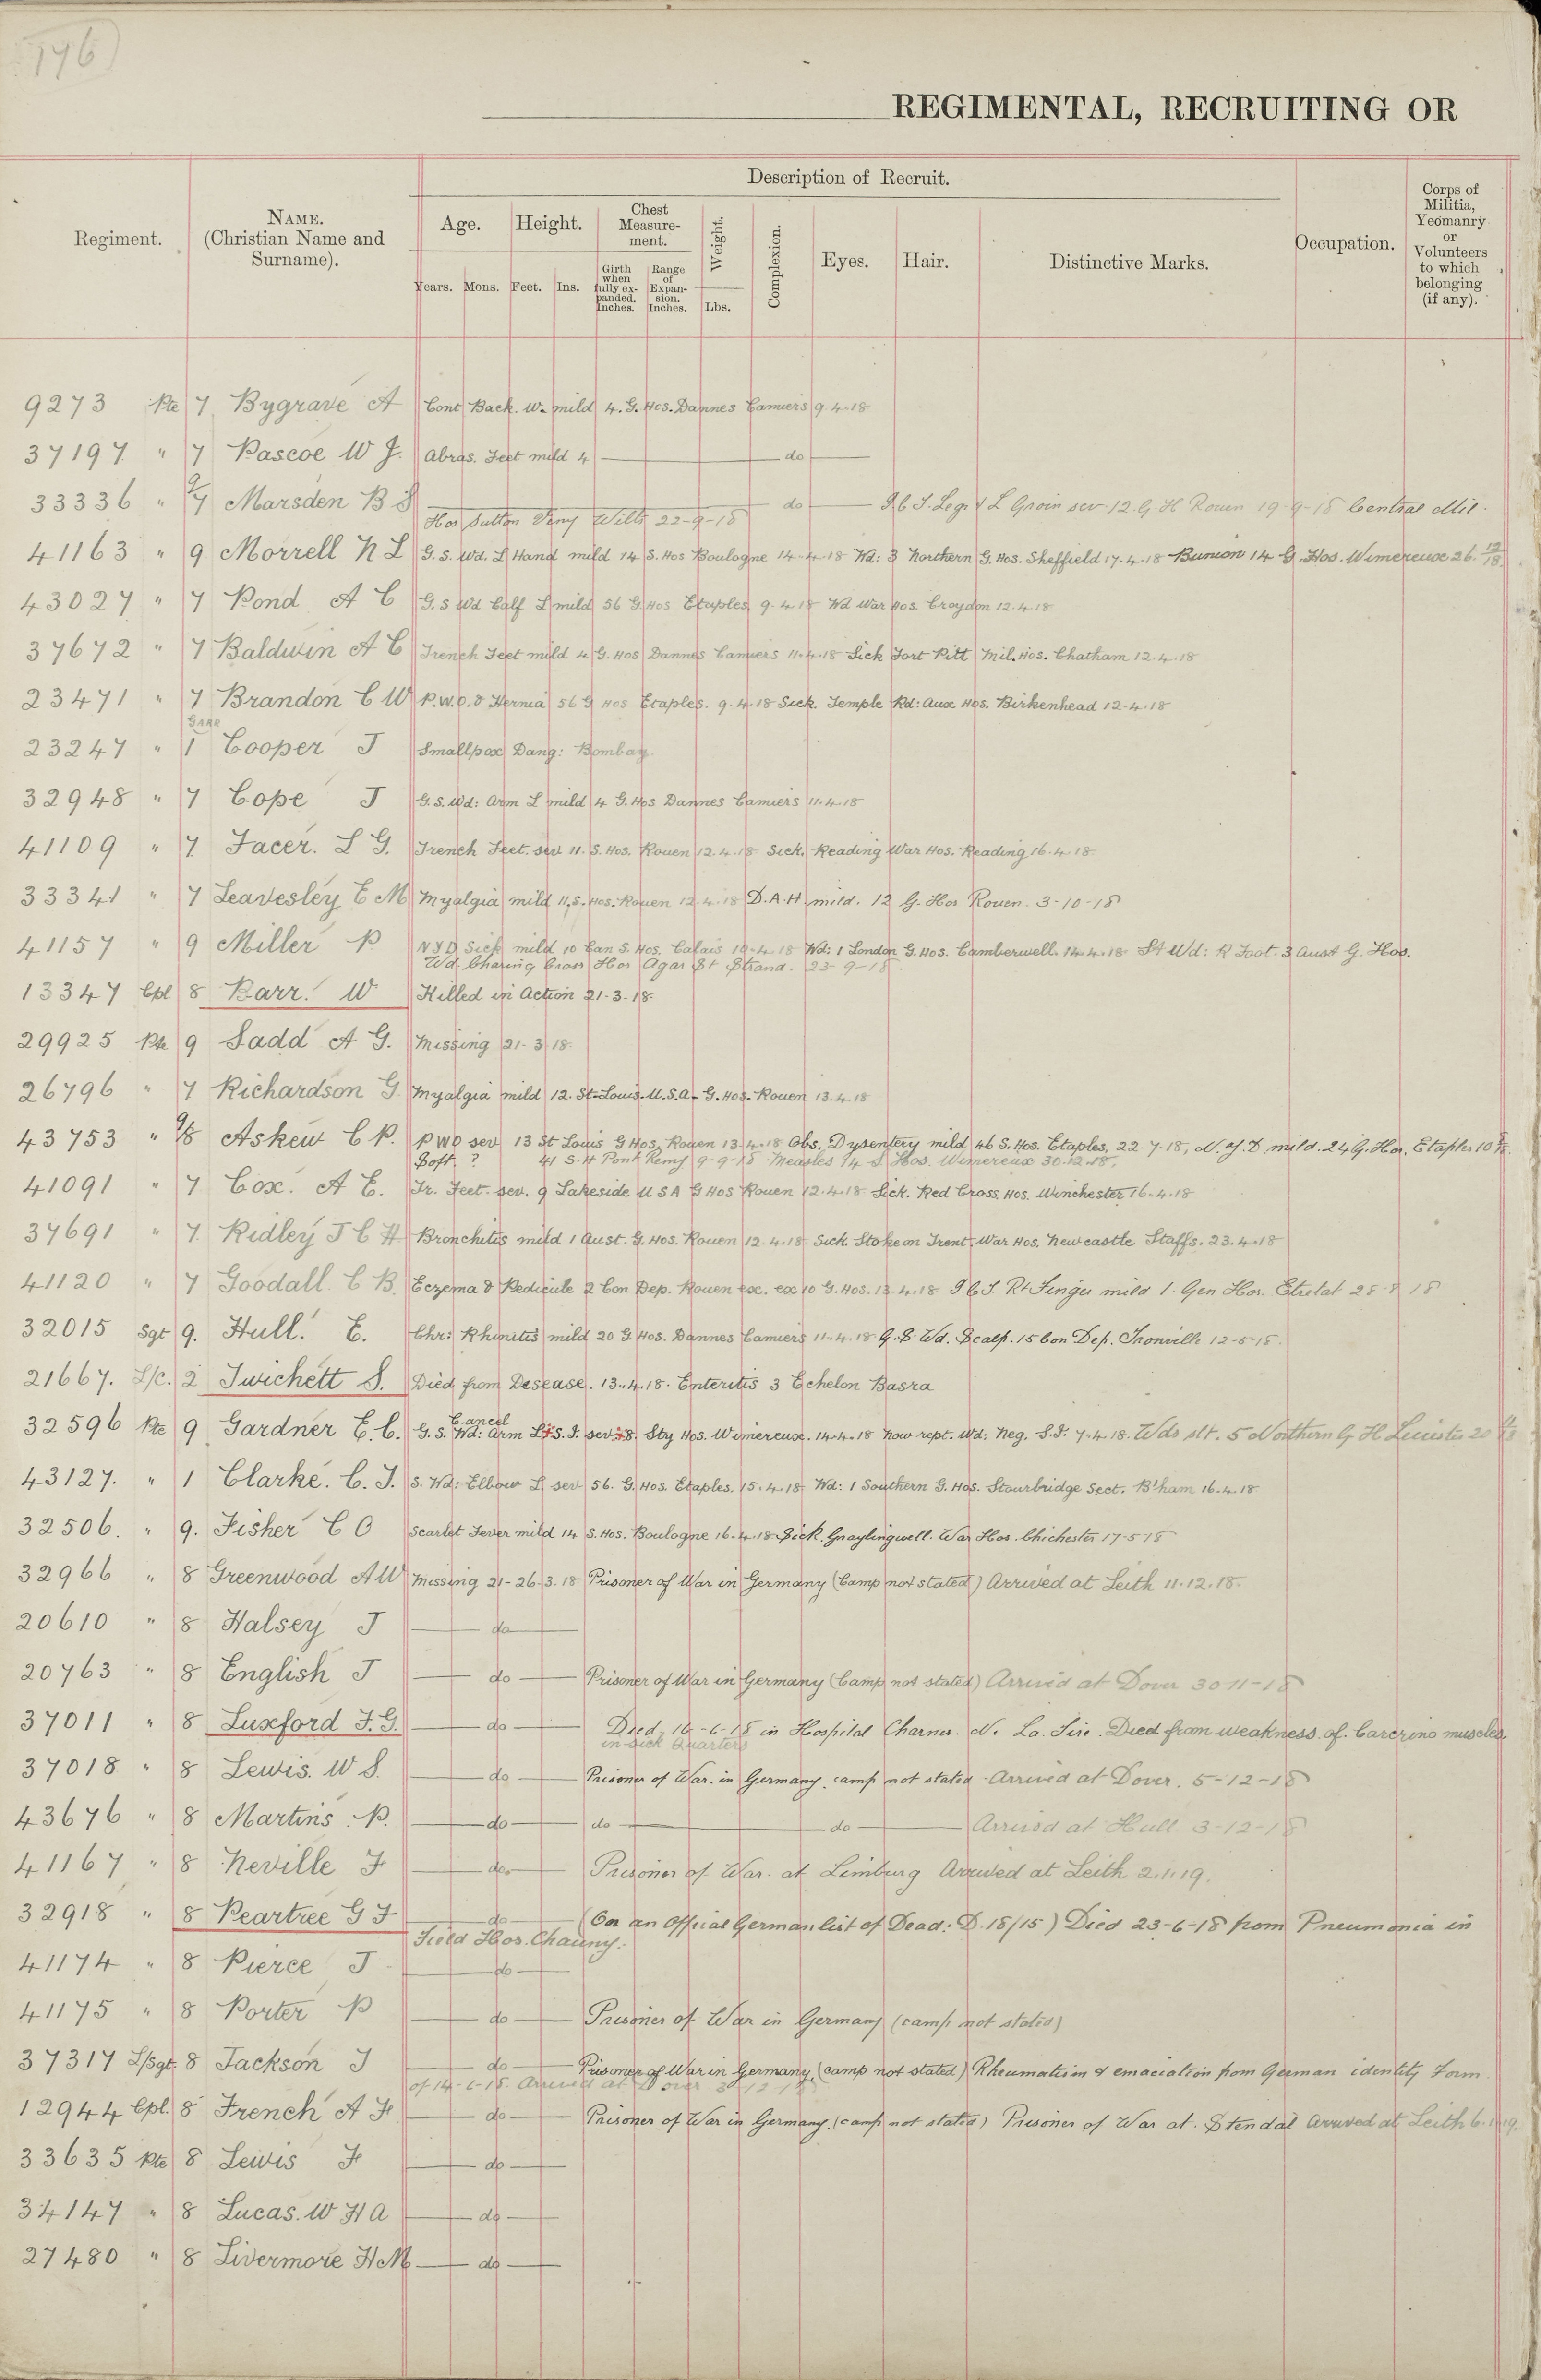 146
REGIMENTAL, RECRUITING OR
Regiment.
NAME.
(Christian Name and
Surname).
Description of Recruit.
Age.
Height.
Chest
Measure-
ment.
Weight.
Complexion.
Eyes.
Hair.
Distinctive Marks.
Occupation.
Corps of
Militia,
Yeomanry
or
Volunteers
to which
belonging
(if any).
Years.
Mons.
Feet.
Ins.
Girth
when
fully ex-
panded.
Inches.
Range
of
Expan-
sion.
Inches.
Lbs.
9273 Pte 7 Bygrave A Cont Back. W. mild 4. G. Hos. Dannes Camiers 9.4.18
37197 " 7 Pascoe W J. Abras. Feet mild 4 do
33336 " 9/7 Marsden B S do I.C.T. Leg. & L Groin sev 12 G. H Rouen 19-9-18 Central Mil.
Hos Sutton Veny Wilts 22-9-18
41163 " 9 Morrell N L G.S. Wd. L Hand mild 14 S. Hos Boulogne 14-4-18 Wd: 3 Northern G. Hos. Sheffield 17.4.18 Bunion 14 G. Hos. Wimereux 26.12/18
43027 " 7 Pond A C G.S Wd Calf L mild 56 G Hos Etaples 9.4.18 Wd War Hos. Croydon 12.4.18
37672 " 7 Baldwin A C Trench Feet mild 4 G. Hos Dannes Camiers 11.4.18 Sick Fort Pitt Mil. Hos. Chatham 12.4.18
23471 " 7 Brandon C W P.W.O. & Hernia 56 G Hos Etaples. 9.4.18 Sick. Temple Rd: Aux Hos. Birkenhead 12.4.18
GARR
23247 " 1 Cooper J Smallpox Dang: Bombay
32948 " 7 Cope J G.S. Wd: Arm L mild 4 G. Hos Dannes Camiers 11.4.18
41109 " 7. Facer. L G. Trench Feet. sev 11. S. Hos. Rouen 12.4.18 Sick. Reading War Hos. Reading 16.4.18
33341 " 7 Leavesley E M Myalgia mild 11. S. Hos. Rouen 12.4.18 D.A.H mild. 12 G. Hos Rouen. 3-10-18
41157 " 9 Miller P N Y D Sick mild 10 Can S. Hos. Calais 10.4.18 Wd: 1 London G. Hos. Camberwell. 14.4.18 Wd: R Foot. 3 Aust G. Hos.
Wd. Charing Cross Hos Agar St Strand. 23-9-18.
13347 Cpl 8 Barr. W Killed in Action 21-3-18.
29925 Pte 9 Sadd A G. Missing 21-3-18
26796 " 7 Richardson G Myalgia mild 12. St. Louis. U.S.A. G. Hos. Rouen 13.4.18
43753 " 9/8 Askew C P. PWO sev 13 St Louis G Hos. Rouen 13.4.18 Obs. Dysentery mild 46 S. Hos. Etaples, 22-7-18, N.Y.D mild. 24 G. Hos. Etaples 10
Soft. ? 41 S.H Pont Remy 9-9-18 Measles 14 S Hos. Wimereux 30.12.18.
41091 " 7 Cox. A E. Tr. Feet. sev. 9 Lakeside U S A G Hos Rouen 12.4.18 Sick. Red Cross Hos. Winchester 16.4.18
37691 " 7. Ridley J C H Bronchitis mild 1 Aust. G. Hos. Rouen 12.4.18 Sick. Stoke on Trent. War Hos. Newcastle Staffs. 23.4.18
41120 " 7 Goodall. C B. Eczema & Pedicule 2 Con Dep. Rouen ex. ex 10 G. Hos. 13.4.18 I.C.T. Rt Finger mild 1. Gen Hos. Etretat 28 8 18
32015 Sgt 9. Hull. E. Chr: Rhinitis mild 20 G Hos. Dannes Camiers 11.4.18 G.S. Wd. Scalp. 15 Con Dep. Trouville 12-5-18.
21667. L/c. 2 Twichett S. Died from Disease. 13.4.18. Enteritis 3 Echelon Basra
Cancel
32596 Pte 9 Gardner E. C. G.S. Wd: Arm L & S.I. sev 8. Sty Hos. Wimereux. 14-4-18 now rept. Wd: Neg. S.I. 7.4.18. Wds slt. 5 Northern G H Leicester 20
43127. " 1 Clarke. C. J. S. Wd: Elbow L. sev 56. G. Hos. Etaples. 15.4.18 Wd: 1 Southern G. Hos. Stourbridge Sect. B'ham 16.4.18
32506. " 9. Fisher C O Scarlet Fever mild 14 S. Hos. Boulogne 16.4.18 Sick. Graylingwell. War Hos. Chichester 17-5-18
32966 " 8 Greenwood A W Missing 21-26.3.18 Prisoner of War in Germany (Camp not stated) Arrived at Leith 11.12.18.
20610 " 8 Halsey J do
20763 " 8 English J do Prisoner of War in Germany (Camp not stated) Arrived at Dover 30-11-18
37011 " 8 Luxford F. G. do Died, 16-6-18 in Hospital Charnes. N. La. Fere. Died from weakness of. muscles.
in sick Quarters
37018 " 8 Lewis. W S. do Prisoner of War. in Germany. camp not stated Arrived at Dover. 5-12-18
43676 " 8 Martins. P. do do do Arrived at Hull. 3-12-18
41167 " 8 Neville F do. Prisoner of War. at Limburg Arrived at Leith 2.1.19.
32918 " 8 Peartree G F do (On an Official German list of Dead: D. 18/15) Died 23-6-18 from Pneumonia in
Field Hos. Chauny.
41174 " 8 Pierce J do
41175 " 8 Porter P do Prisoner of War in Germany (camp not stated)
37317 L/Sgt. 8 Jackson J do Prisoner of War in Germany, (camp not stated) Rheumatism & emaciation from German identity Form
of 14-6-18. Arrived at Dover 3-12-18
12944 Cpl. 8 French A F do Prisoner of War in Germany. (camp not stated) Prisoner of War at. Stendal Arrived at Leith 6.1.19.
33635 Pte 8 Lewis F do
34147 " 8 Lucas. W H A do
27480 " 8 Livermore H M do